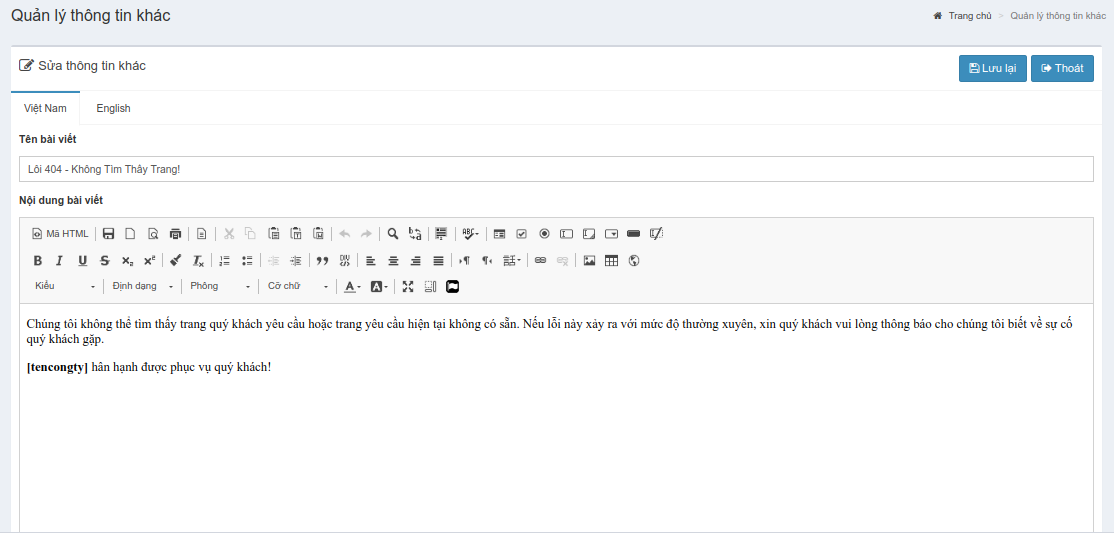 Quản lý thông tin khác
Trang chủ > Quản lý thông tin khác
Sửa thông tin khác
Lưu lại Thoát
Việt Nam English
Tên bài viết
Lỗi 404 - Không Tìm Thấy Trang!
Nội dung bài viết
Mã HTML
Kiểu Định dạng Phông Cỡ chữ
Chúng tôi không thể tìm thấy trang quý khách yêu cầu hoặc trang yêu cầu hiện tại không có sẵn. Nếu lỗi này xảy ra với mức độ thường xuyên, xin quý khách vui lòng thông báo cho chúng tôi biết về sự cố
quý khách gặp.
[tencongty] hân hạnh được phục vụ quý khách!